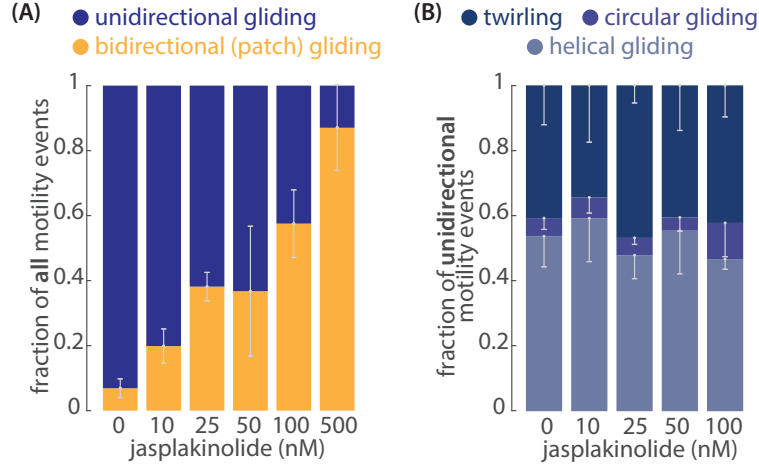 (A)
unidirectional gliding
bidirectional (patch) gliding
fraction of all motility events
1
0.8
0.6
0.4
0.2
0
0 10 25 50 100 500
jasplakinolide (nM)
(B)
twirling circular gliding
helical gliding
fraction of unidirectional
motility events
1
0.8
0.6
0.4
0.2
0
0 10 25 50 100
jasplakinolide (nM)